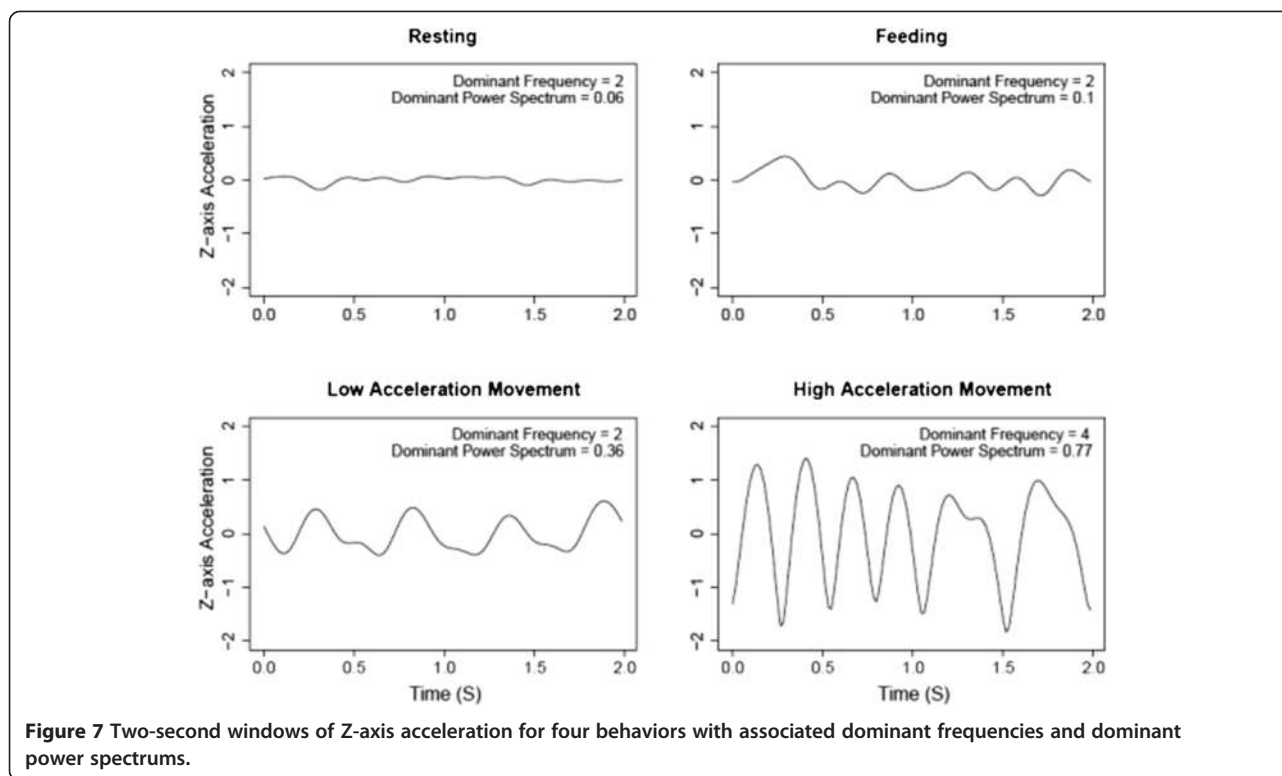 Resting
Dominant Frequency = 2
Dominant Power Spectrum = 0.06
Z-axis Acceleration
2
1
0
-1
-2
0.0 0.5 1.0 1.5 2.0
Feeding
Dominant Frequency = 2
Dominant Power Spectrum = 0.1
2
1
0
-1
-2
0.0 0.5 1.0 1.5 2.0
Low Acceleration Movement
Dominant Frequency = 2
Dominant Power Spectrum = 0.36
Z-axis Acceleration
2
1
0
-1
-2
0.0 0.5 1.0 1.5 2.0
Time (S)
High Acceleration Movement
Dominant Frequency = 4
Dominant Power Spectrum = 0.77
2
1
0
-1
-2
0.0 0.5 1.0 1.5 2.0
Time (S)
Figure 7 Two-second windows of Z-axis acceleration for four behaviors with associated dominant frequencies and dominant
power spectrums.